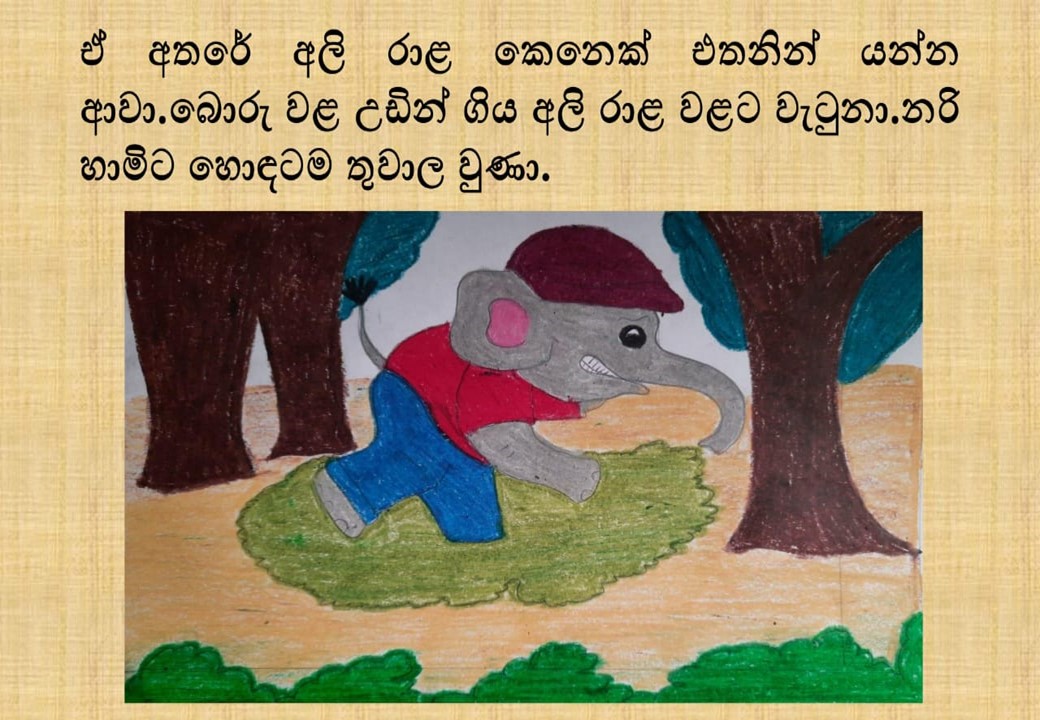 ඒ අතරේ අලි රාළ කෙනෙක් එතනින් යන්න
ආවා.බොරු වළ උඩින් ගිය අලි රාළ වළට වැටුනා.නරි
හාමිට හොඳටම තුවාල වුණා.